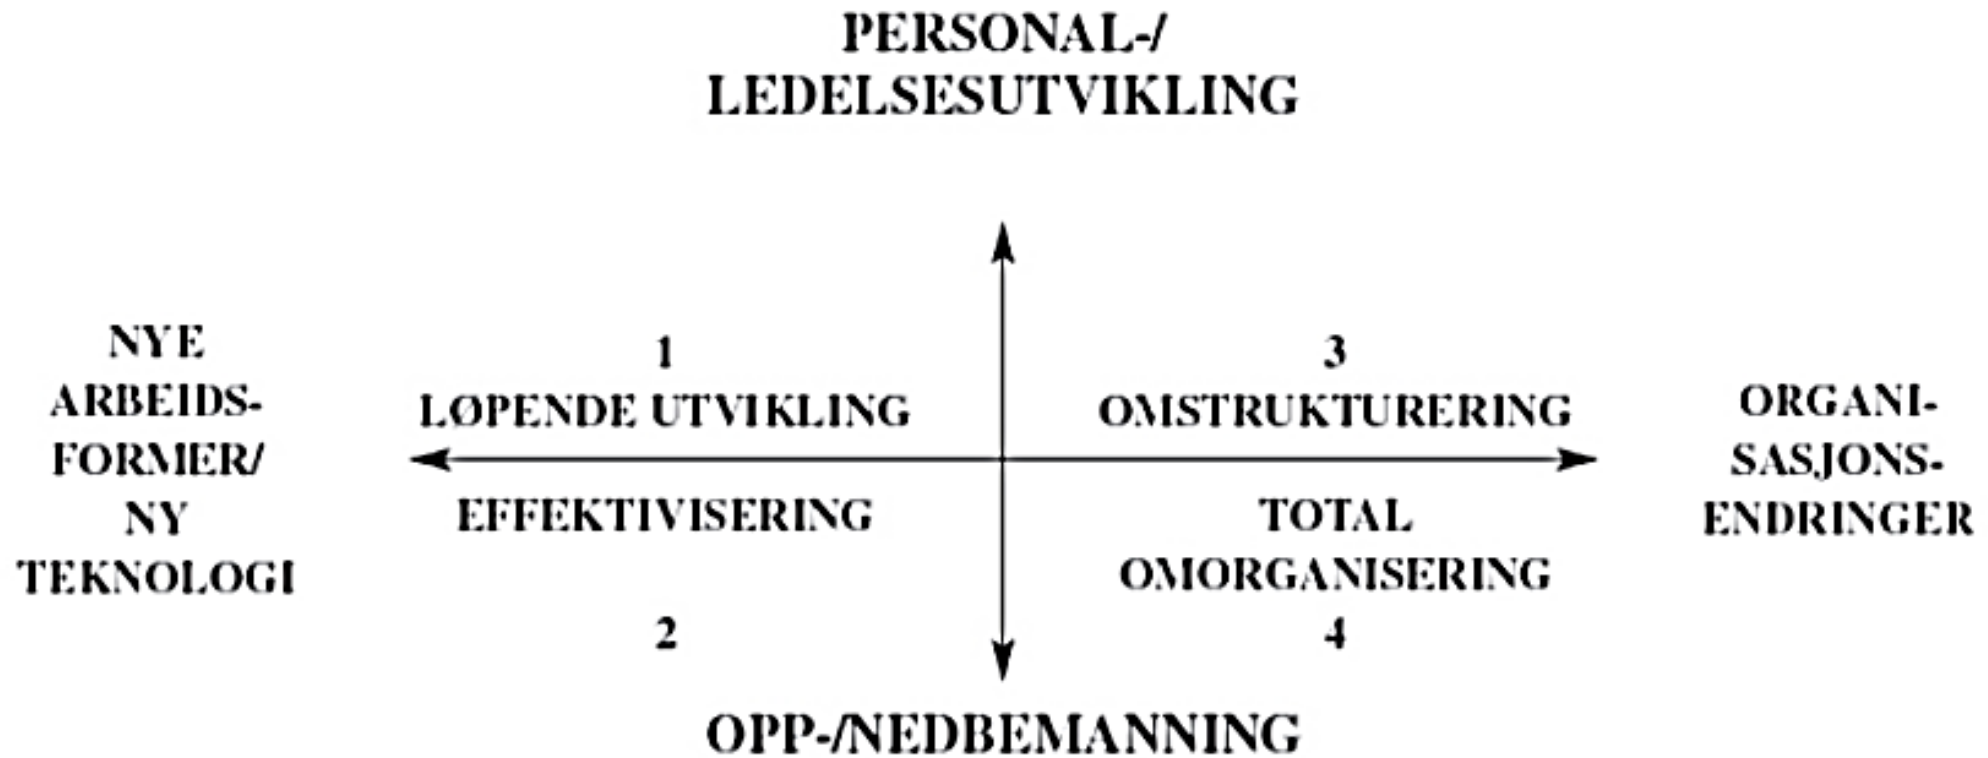 PERSONAL-/
LEDELSESUTVIKLING
NYE
ARBEIDS-
FORMER/
NY
TEKNOLOGI
1
LØPENDE UTVIKLING
3
OMSTRUKTURERING
ORGANI-
SASJONS-
ENDRINGER
EFFEKTIVISERING
2
TOTAL
OMORGANISERING
4
OPP-/NEDBEMANNING